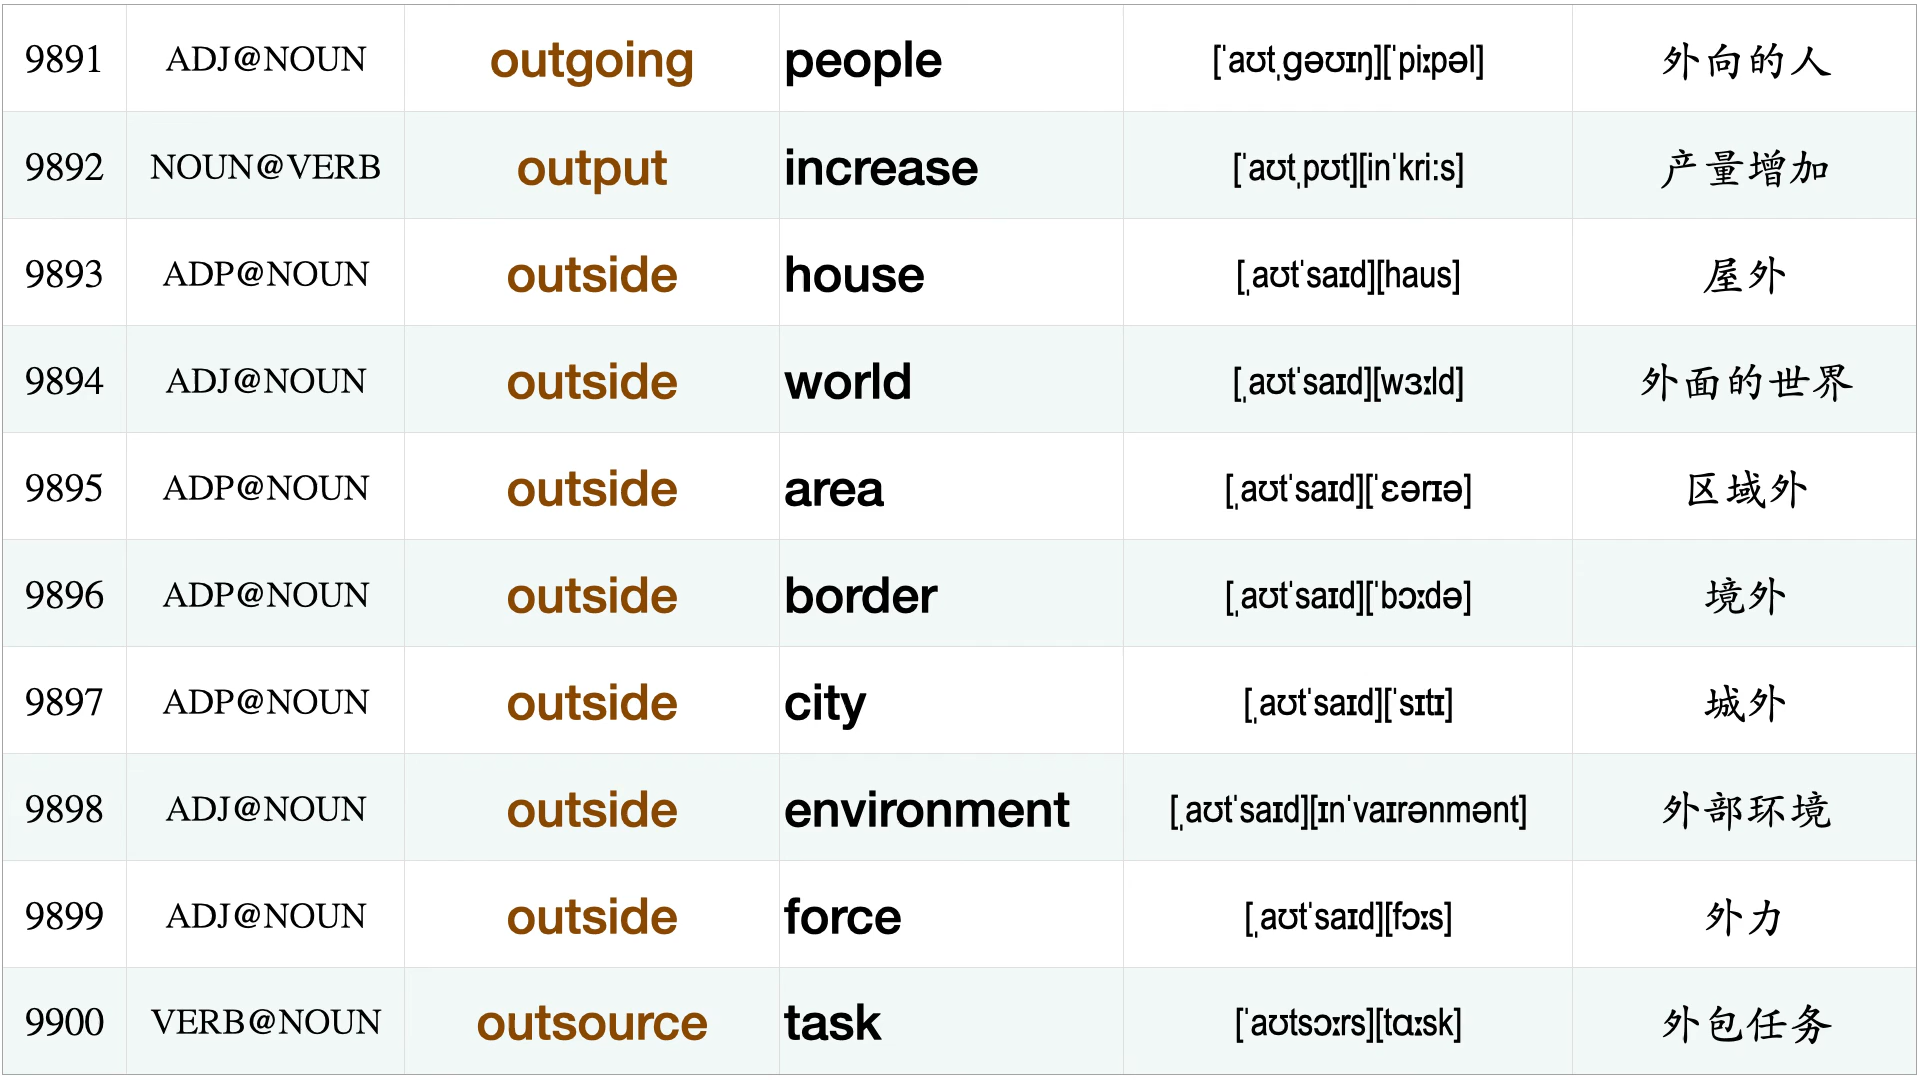 9891 ADJ@NOUN outgoing people [ˈaʊtˌgəʊɪŋ][ˈpiːpəl] 外向的人
9892 NOUN@VERB output increase [ˈaʊtˌpʊt][inˈkri:s] 产量增加
9893 ADP@NOUN outside house [ˌaʊtˈsaɪd][haus] 屋外
9894 ADJ@NOUN outside world [ˌaʊtˈsaɪd][wɜːld] 外面的世界
9895 ADP@NOUN outside area [ˌaʊtˈsaɪd][ˈɛərɪə] 区域外
9896 ADP@NOUN outside border [ˌaʊtˈsaɪd][ˈbɔːdə] 境外
9897 ADP@NOUN outside city [ˌaʊtˈsaɪd][ˈsɪtɪ] 城外
9898 ADJ@NOUN outside environment [ˌaʊtˈsaɪd][ɪnˈvaɪrənmənt] 外部环境
9899 ADJ@NOUN outside force [ˌaʊtˈsaɪd][fɔːs] 外力
9900 VERB@NOUN outsource task [ˈaʊtsɔːrs][tɑːsk] 外包任务